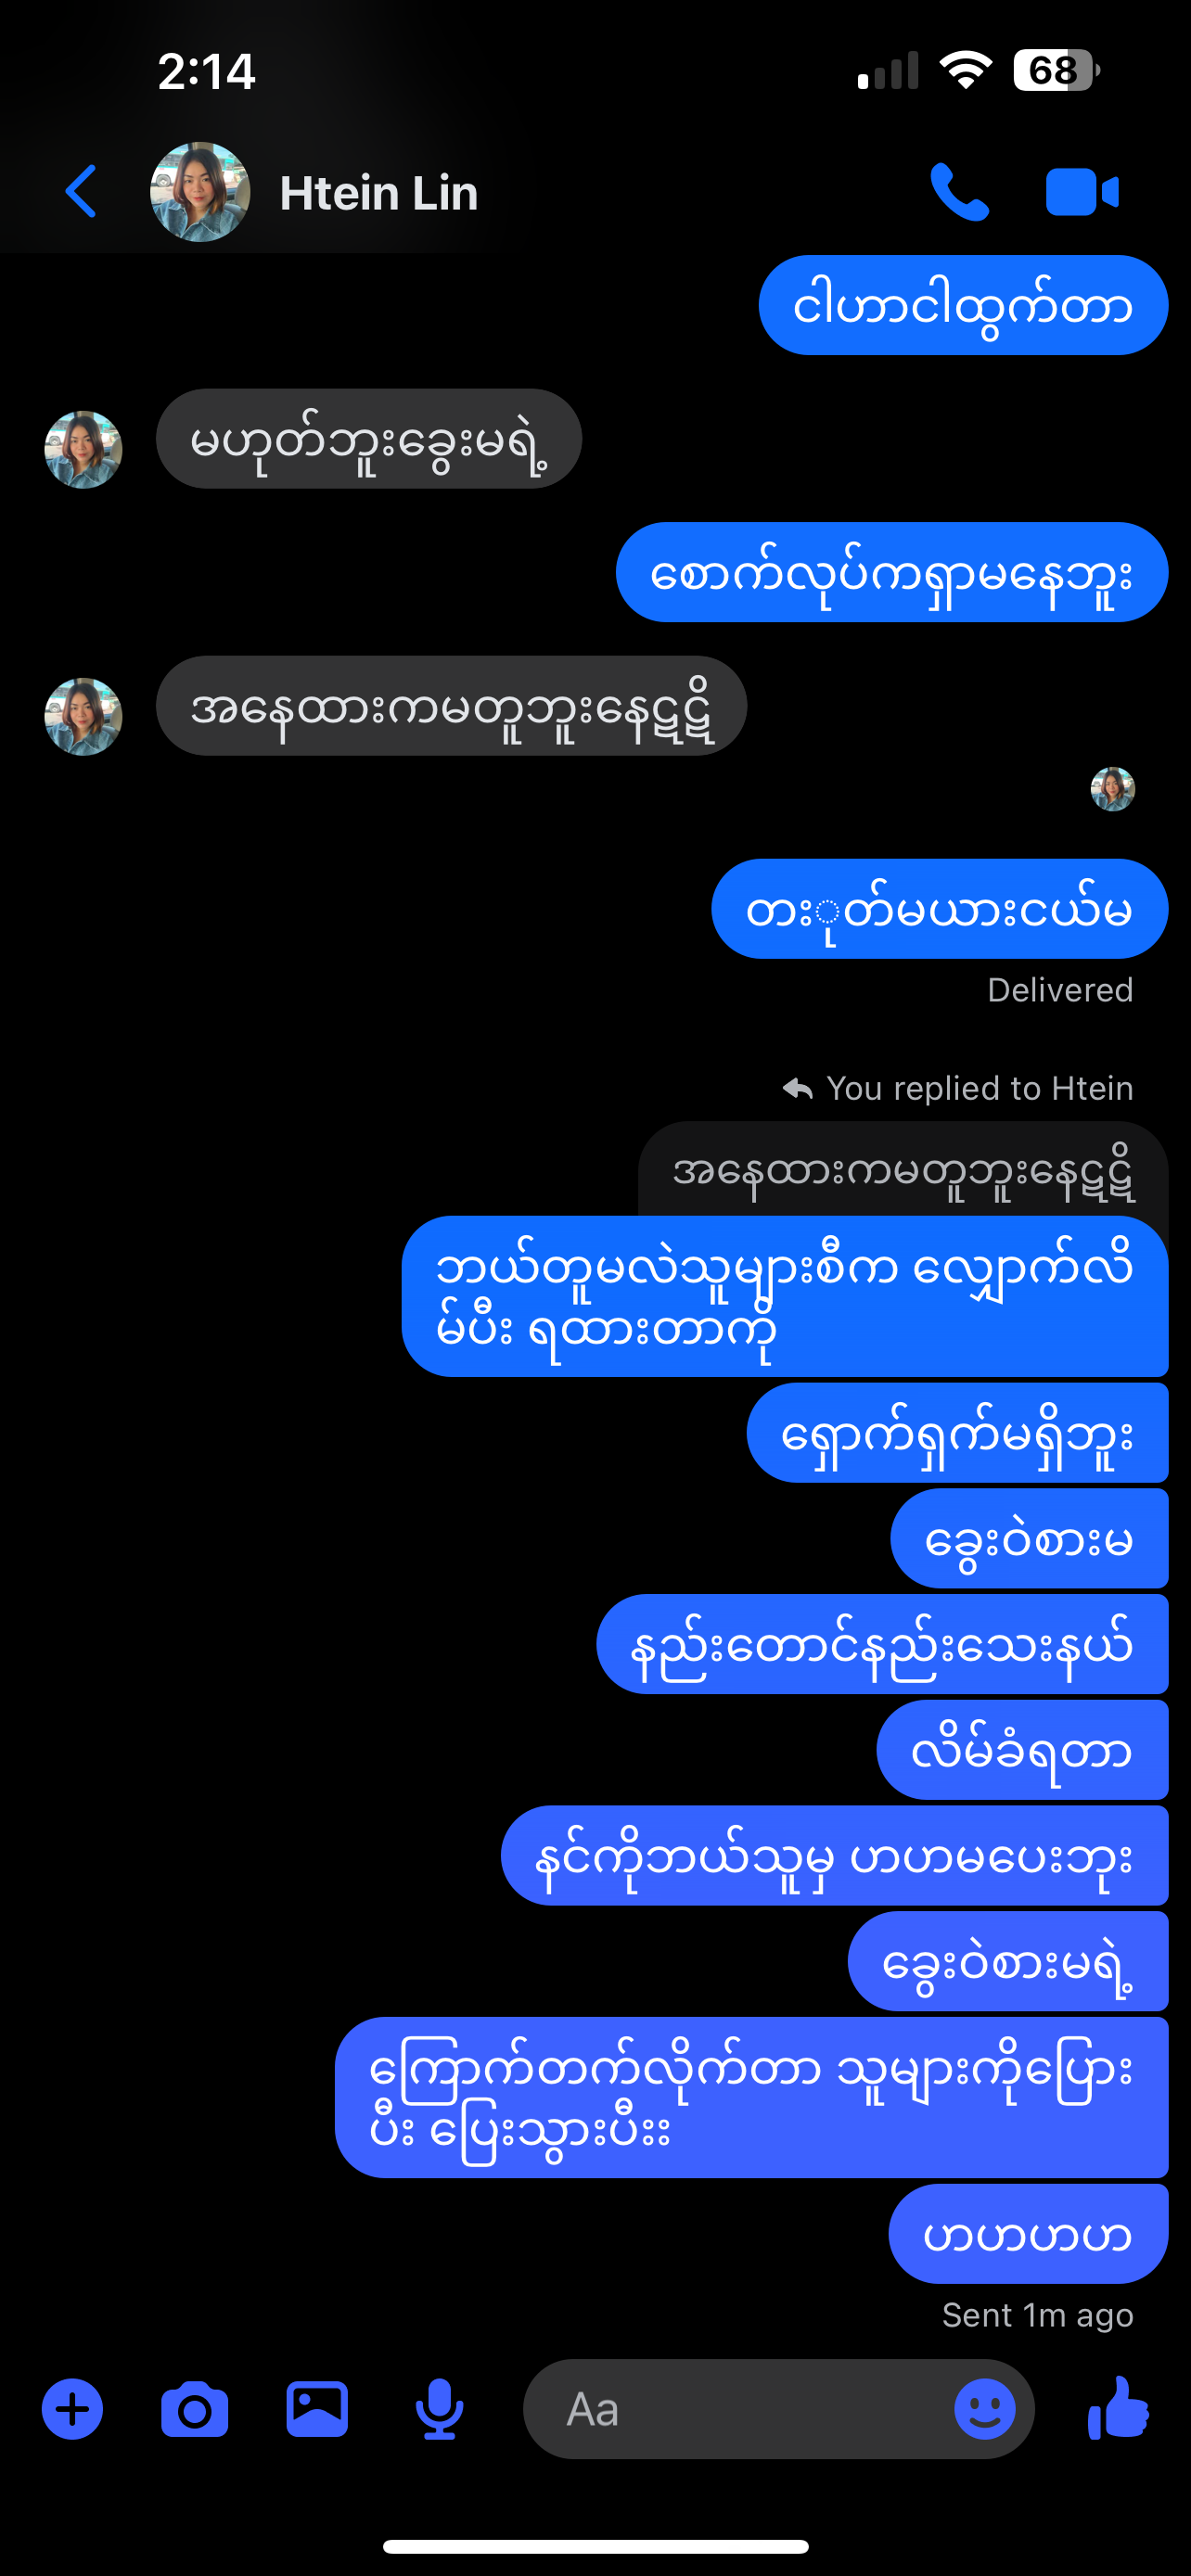 2:14
68
Htein Lin
ငါဟာငါထွက်တာ
မဟုတ်ဘူးခွေးမရဲ့
စောက်လုပ်ကရှာမနေဘူး
အနေထားကမတူဘူးနေဋဋိ
တးုတ်မယားငယ်မ
Delivered
You replied to Htein
အနေထားကမတူဘူးနေဋဋိ
ဘယ်တူမလဲသူများစီက လျှောက်လိ
မ်ပီး ရထားတာကို
ရှောက်ရှက်မရှိဘူး
ခွေးဝဲစားမ
နည်းတောင်နည်းသေးနယ်
လိမ်ခံရတာ
နင်ကိုဘယ်သူမှ ဟဟမပေးဘုး
ခွေးဝဲစားမရဲ့
ကြောက်တက်လိုက်တာ သူများကိုပြေား
ပီး ပြေးသွားပီးး
ဟဟဟဟ
Sent 1m ago
Aa